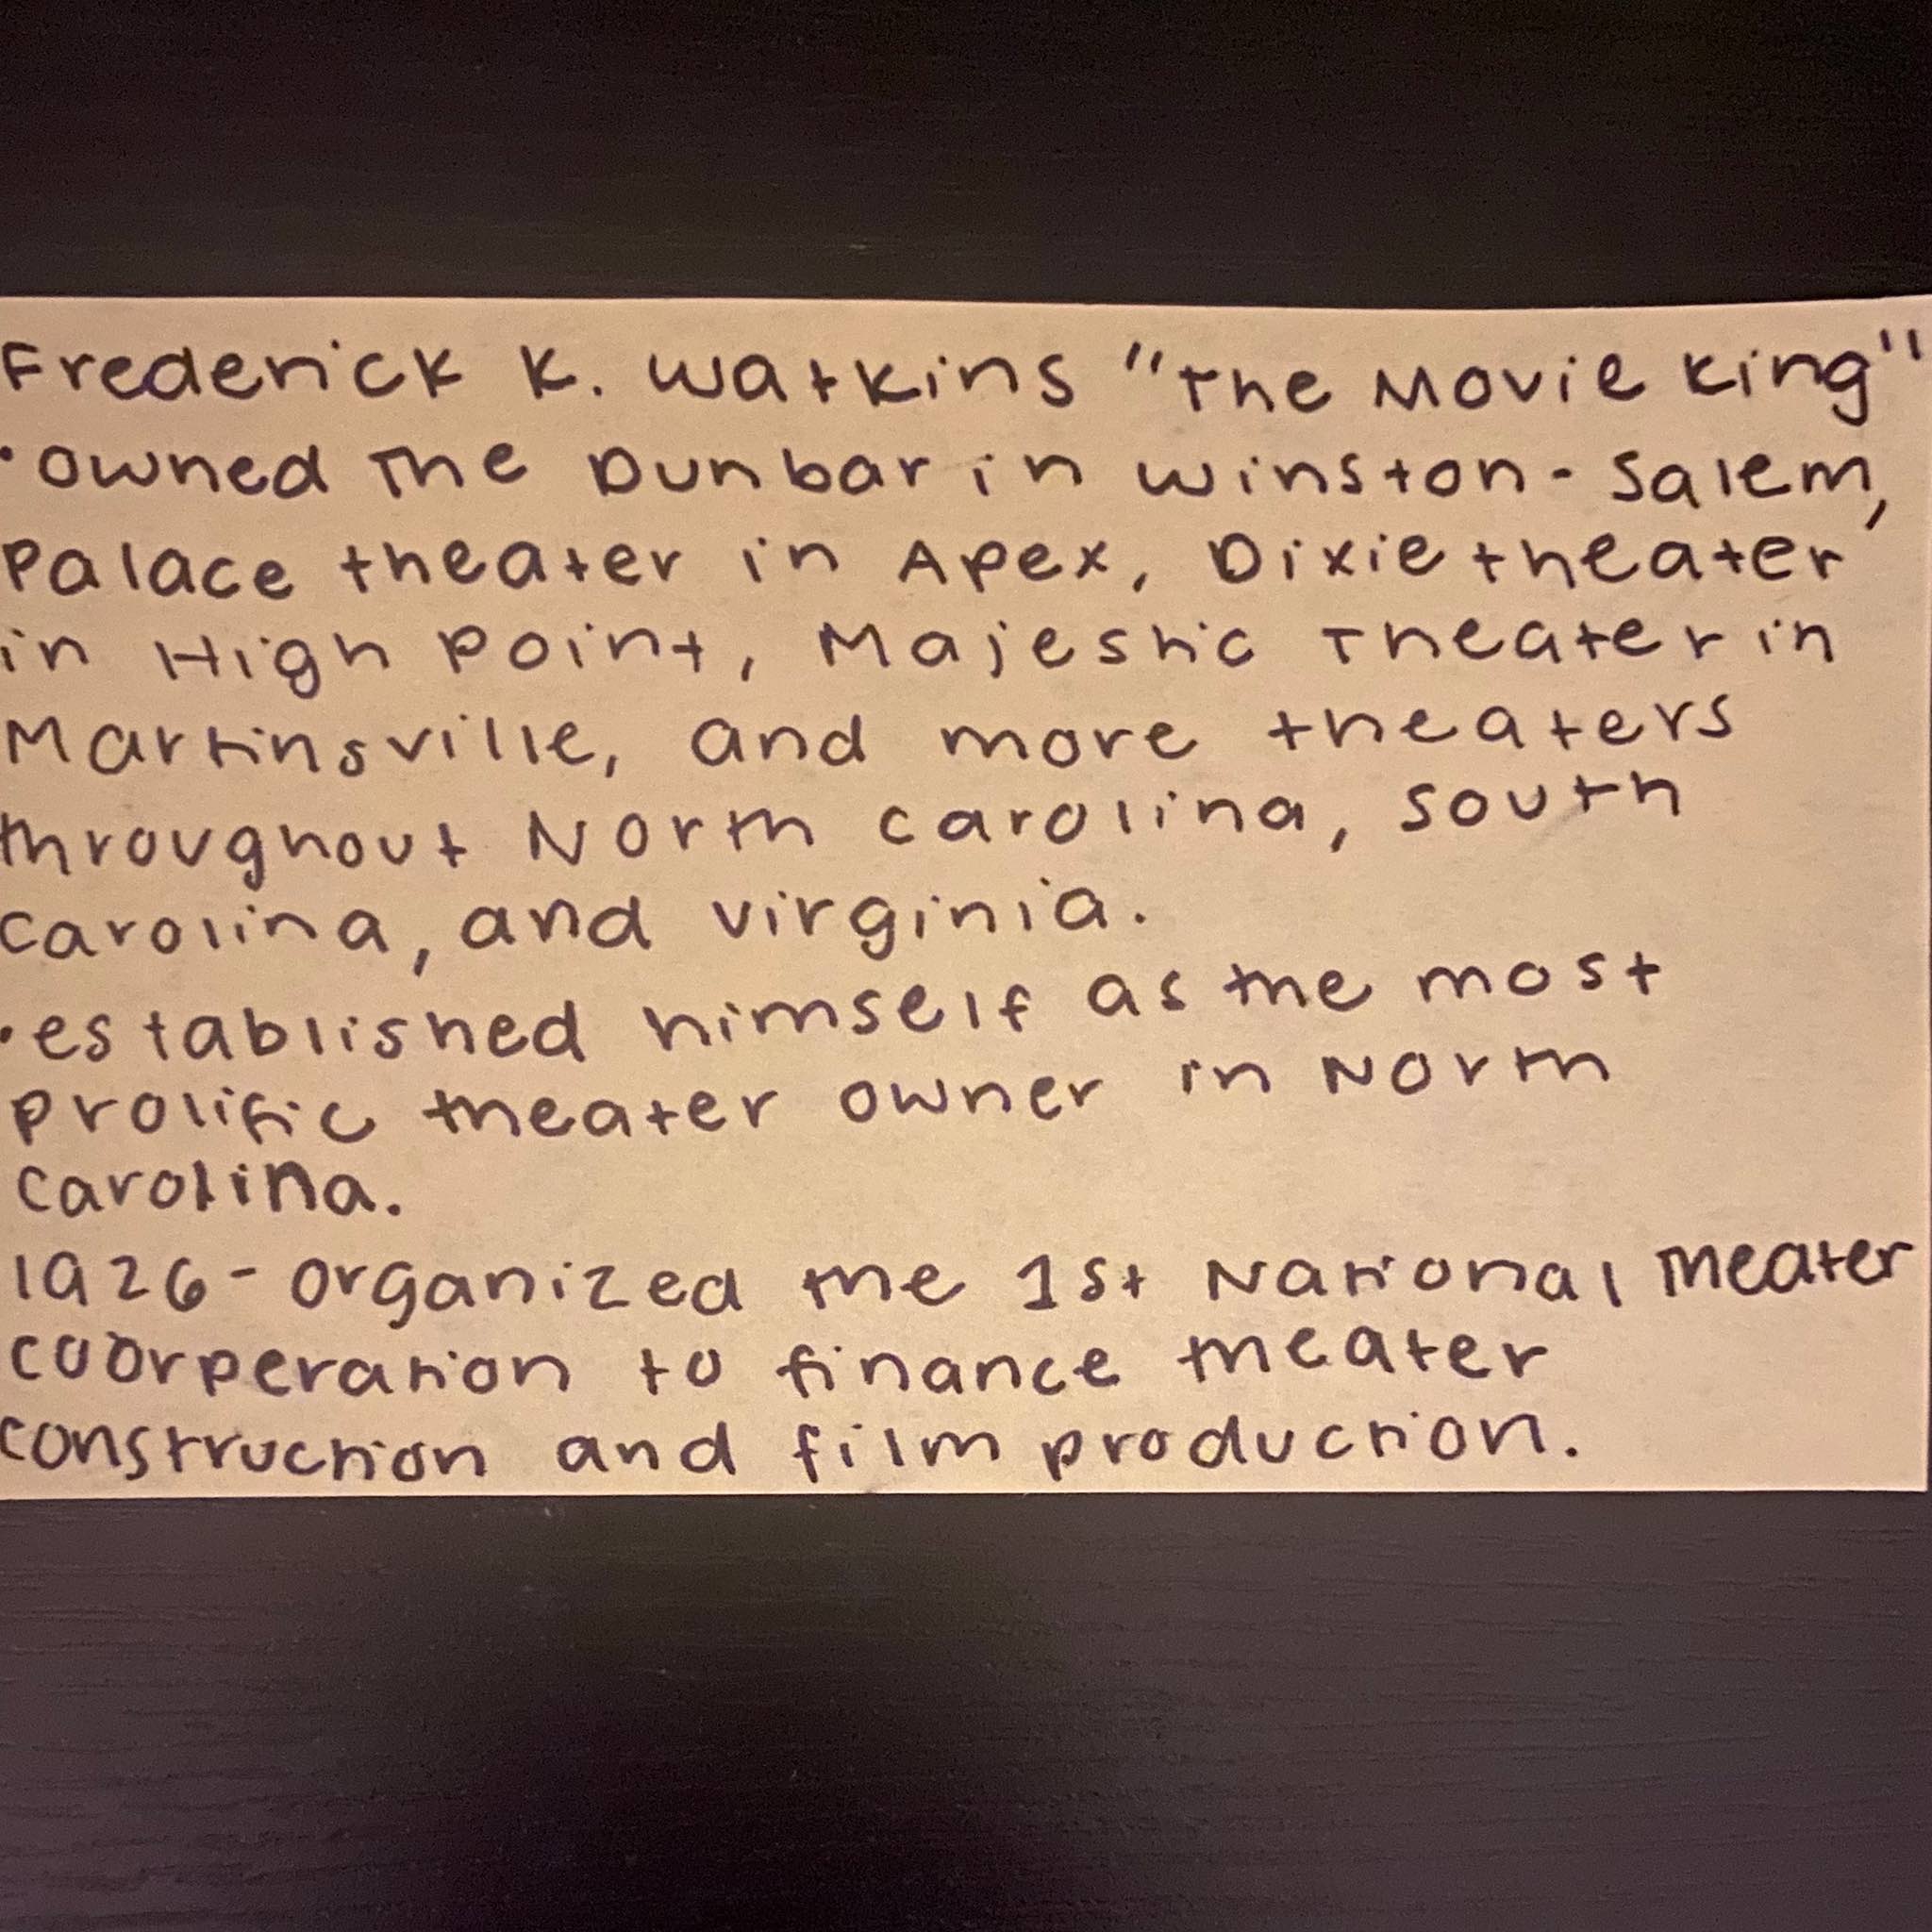 Frederick K. Watkins "The Movie King"
• owned The Dunbar in Winston-Salem,
Palace theater in Apex, Dixie theater
in High Point, Majestic Theater in
Martinsville, and more theaters
throughout North Carolina, South
Carolina, and Virginia.
• established himself as the most
prolific theater owner in North
Carolina.
1926 - organized the 1st National Theater
coorperation to finance theater
construction and film production.